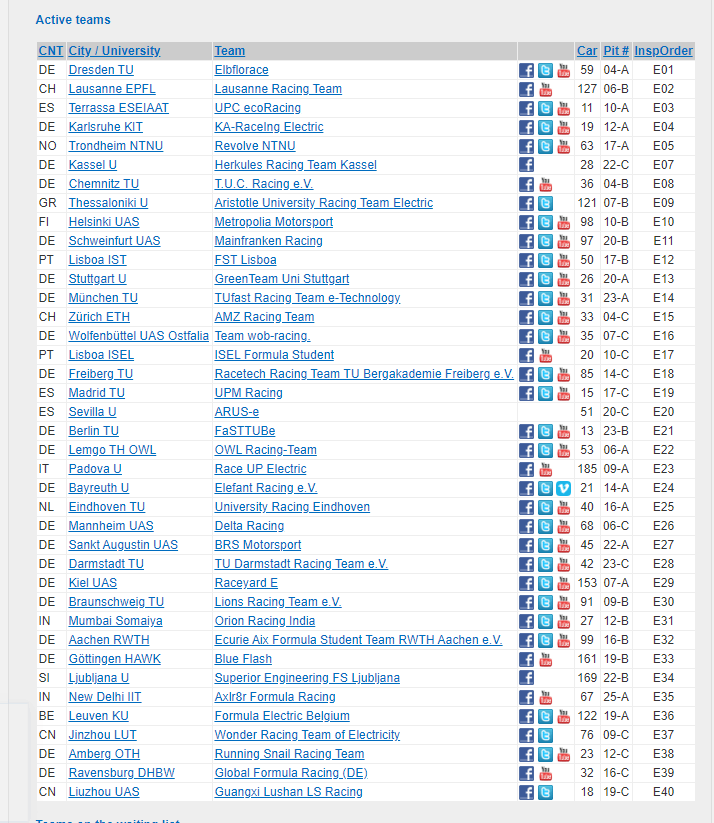 Active teams
CNT City / University Team Car Pit # InspOrder
DE Dresden TU Elbflorace 59 04-A E01
CH Lausanne EPFL Lausanne Racing Team 127 06-B E02
ES Terrassa ESEIAAT UPC ecoRacing 11 10-A E03
DE Karlsruhe KIT KA-RaceIng Electric 19 12-A E04
NO Trondheim NTNU Revolve NTNU 63 17-A E05
DE Kassel U Herkules Racing Team Kassel 28 22-C E07
DE Chemnitz TU T.U.C. Racing e.V. 36 04-B E08
GR Thessaloniki U Aristotle University Racing Team Electric 121 07-B E09
FI Helsinki UAS Metropolia Motorsport 98 10-B E10
DE Schweinfurt UAS Mainfranken Racing 97 20-B E11
PT Lisboa IST FST Lisboa 50 17-B E12
DE Stuttgart U GreenTeam Uni Stuttgart 26 20-A E13
DE München TU TUfast Racing Team e-Technology 31 23-A E14
CH Zürich ETH AMZ Racing Team 33 04-C E15
DE Wolfenbüttel UAS Ostfalia Team wob-racing. 35 07-C E16
PT Lisboa ISEL ISEL Formula Student 20 10-C E17
DE Freiberg TU Racetech Racing Team TU Bergakademie Freiberg e.V. 85 14-C E18
ES Madrid TU UPM Racing 15 17-C E19
ES Sevilla U ARUS-e 51 20-C E20
DE Berlin TU FaSTTUBe 13 23-B E21
DE Lemgo TH OWL OWL Racing-Team 53 06-A E22
IT Padova U Race UP Electric 185 09-A E23
DE Bayreuth U Elefant Racing e.V. 21 14-A E24
NL Eindhoven TU University Racing Eindhoven 40 16-A E25
DE Mannheim UAS Delta Racing 68 06-C E26
DE Sankt Augustin UAS BRS Motorsport 45 22-A E27
DE Darmstadt TU TU Darmstadt Racing Team e.V. 42 23-C E28
DE Kiel UAS Raceyard E 153 07-A E29
DE Braunschweig TU Lions Racing Team e.V. 91 09-B E30
IN Mumbai Somaiya Orion Racing India 27 12-B E31
DE Aachen RWTH Ecurie Aix Formula Student Team RWTH Aachen e.V. 99 16-B E32
DE Göttingen HAWK Blue Flash 161 19-B E33
SI Ljubljana U Superior Engineering FS Ljubljana 169 22-B E34
IN New Delhi IIT Axlr8r Formula Racing 67 25-A E35
BE Leuven KU Formula Electric Belgium 122 19-A E36
CN Jinzhou LUT Wonder Racing Team of Electricity 76 09-C E37
DE Amberg OTH Running Snail Racing Team 23 12-C E38
DE Ravensburg DHBW Global Formula Racing (DE) 32 16-C E39
CN Liuzhou UAS Guangxi Lushan LS Racing 18 19-C E40